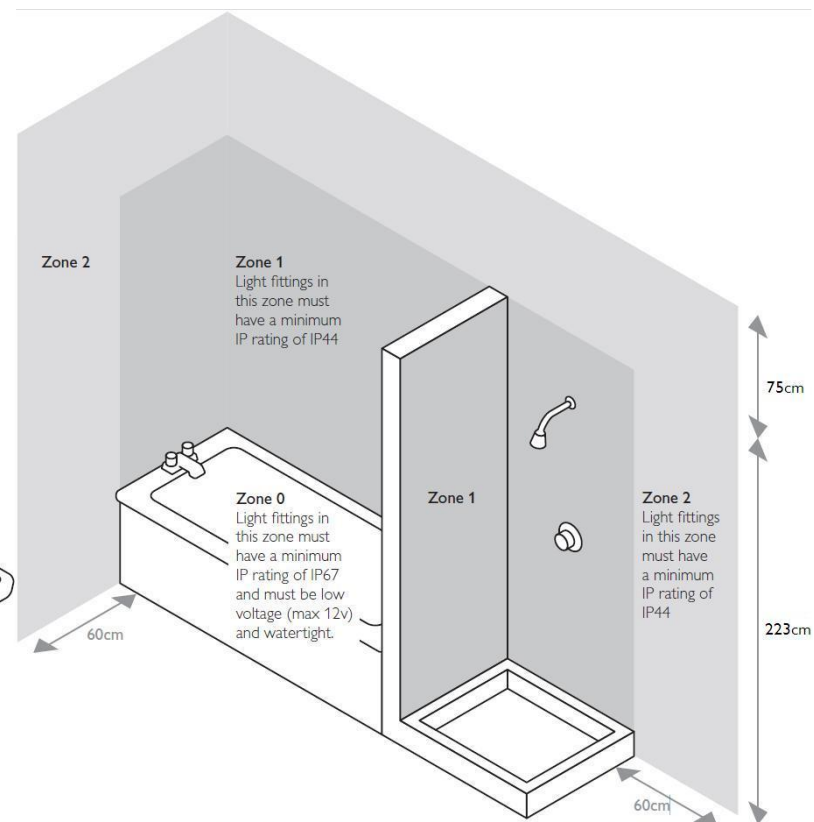 Zone 2
Zone 1
Light fittings in
this zone must
have a minimum
IP rating of IP44
75cm
Zone 0
Light fittings in
this zone must
have a minimum
IP rating of IP67
and must be low
voltage (max 12v)
and watertight.
Zone 1
Zone 2
Light fittings
in this zone
must have
a minimum
IP rating of
IP44
60cm
223cm
60cm